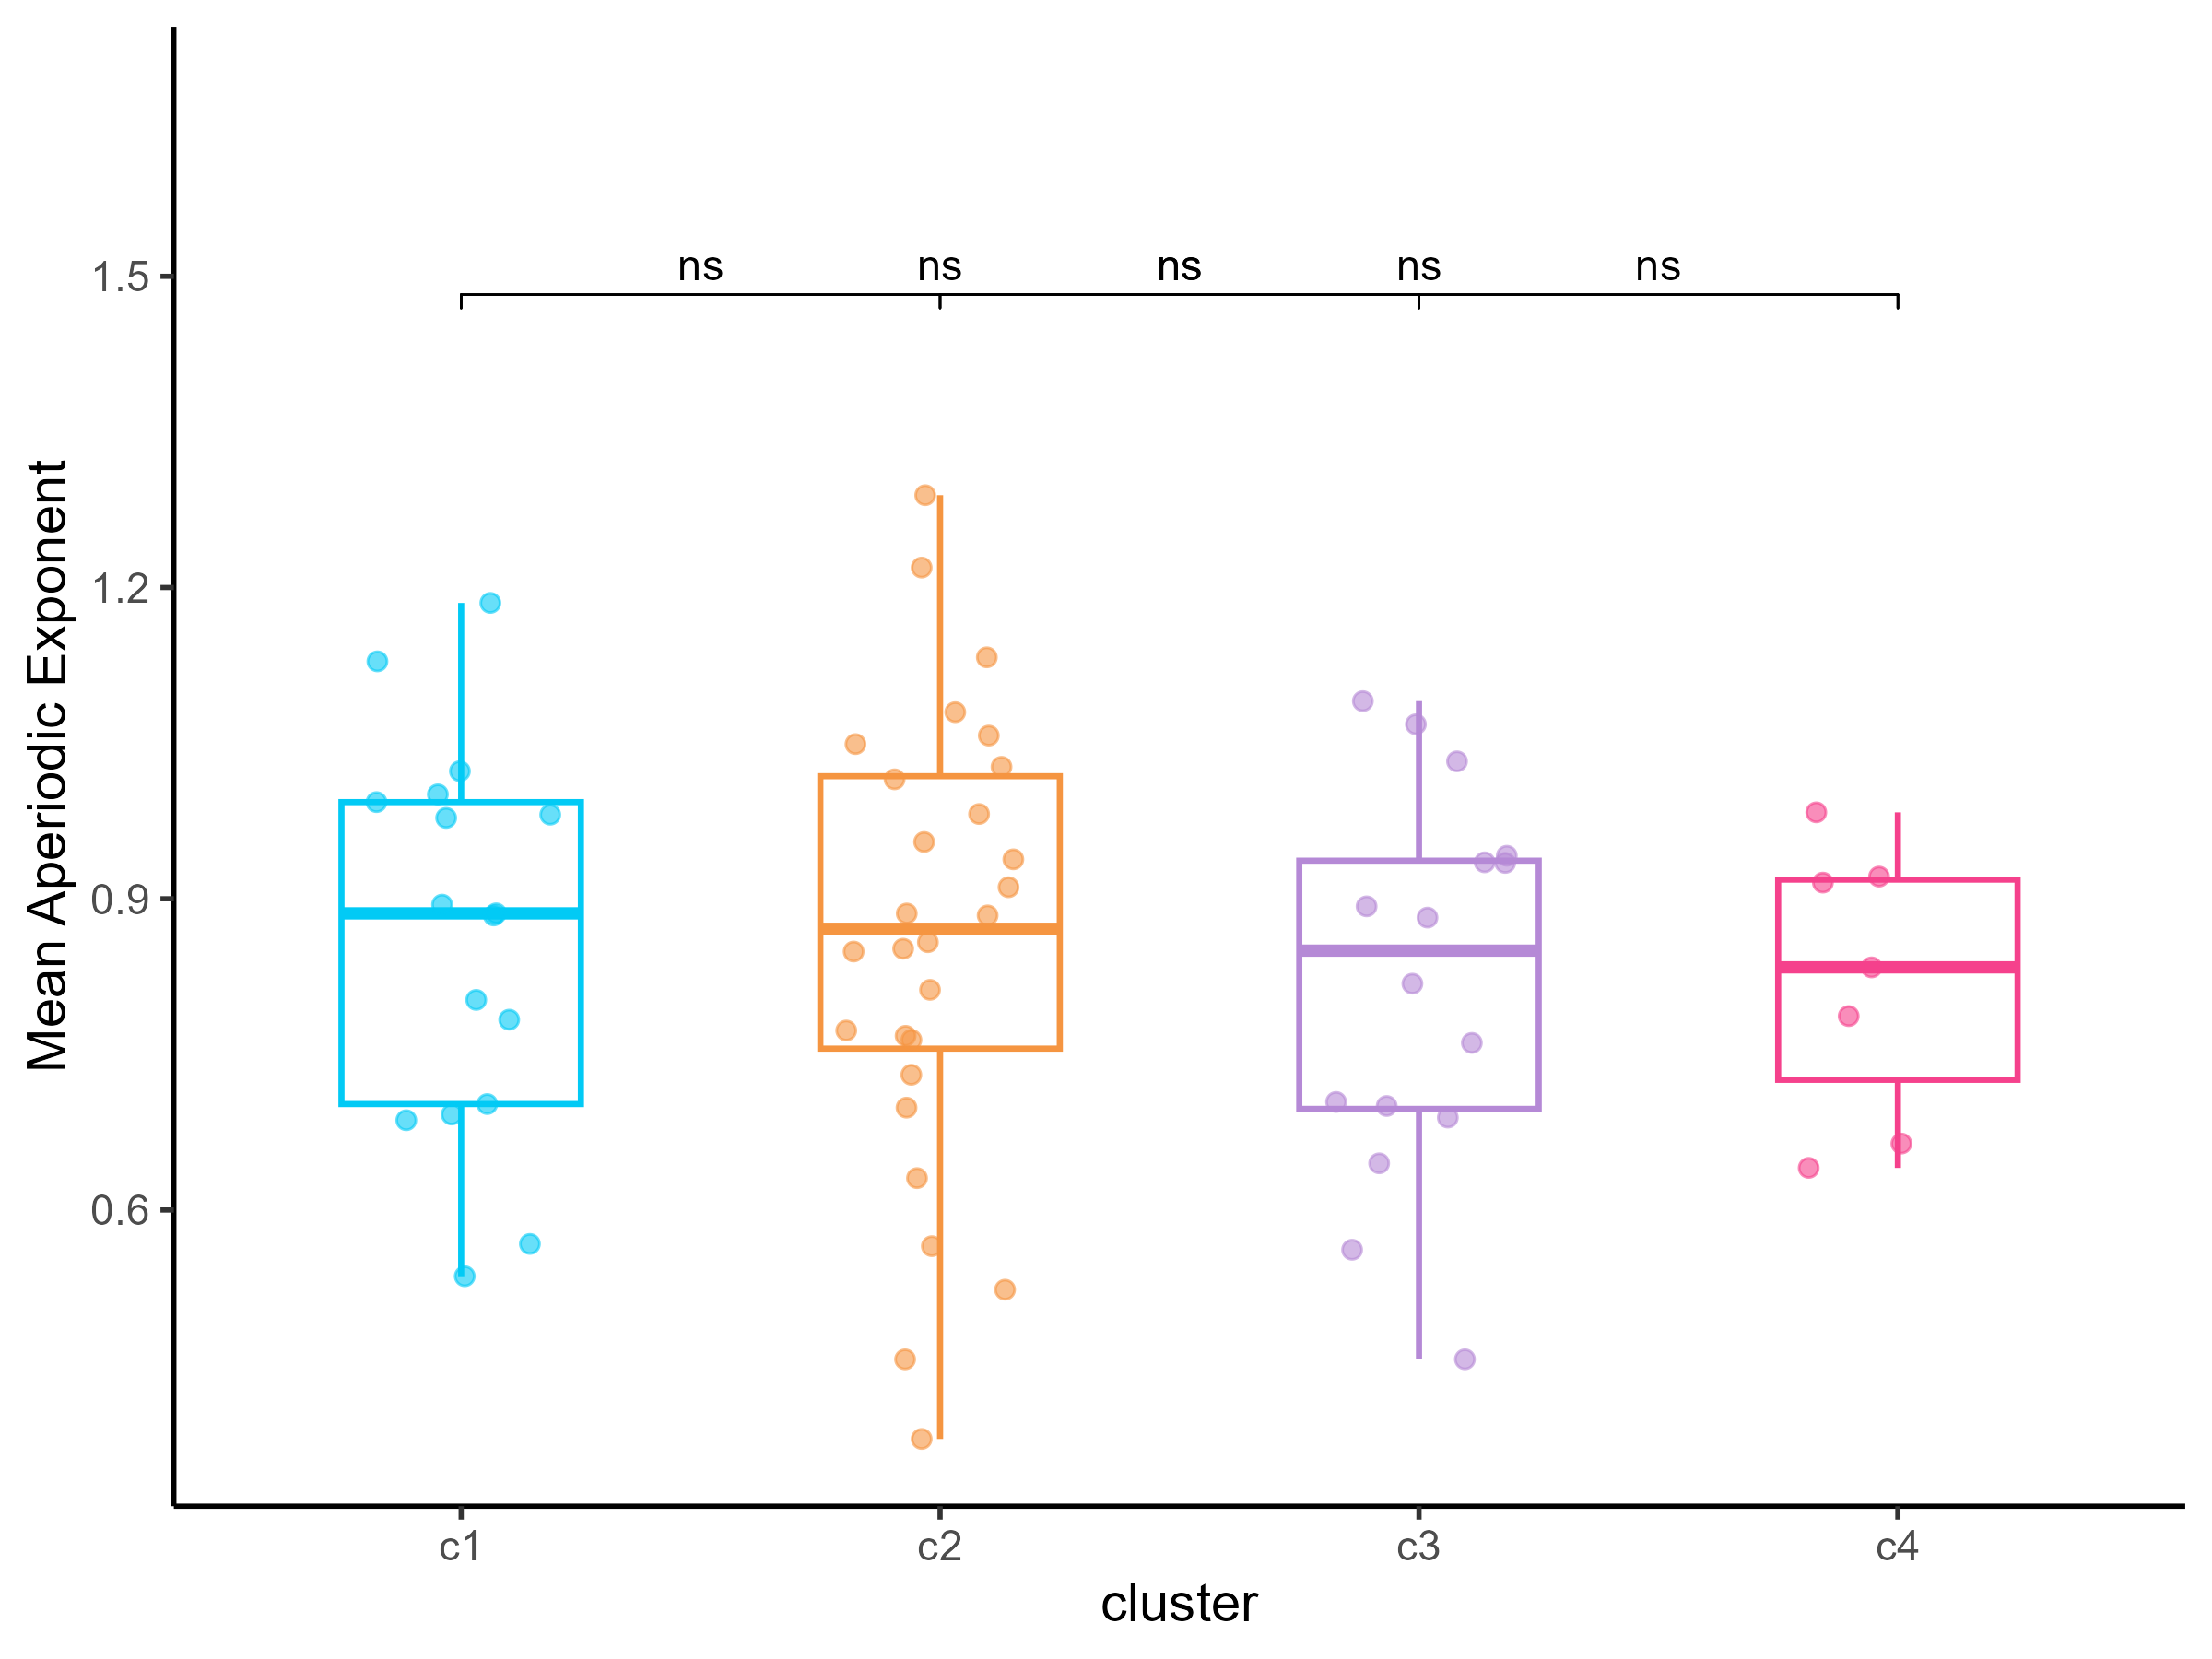 ns ns ns ns ns
1.5
1.2
0.9
0.6
Mean Aperiodic Exponent
c1 c2 c3 c4
cluster